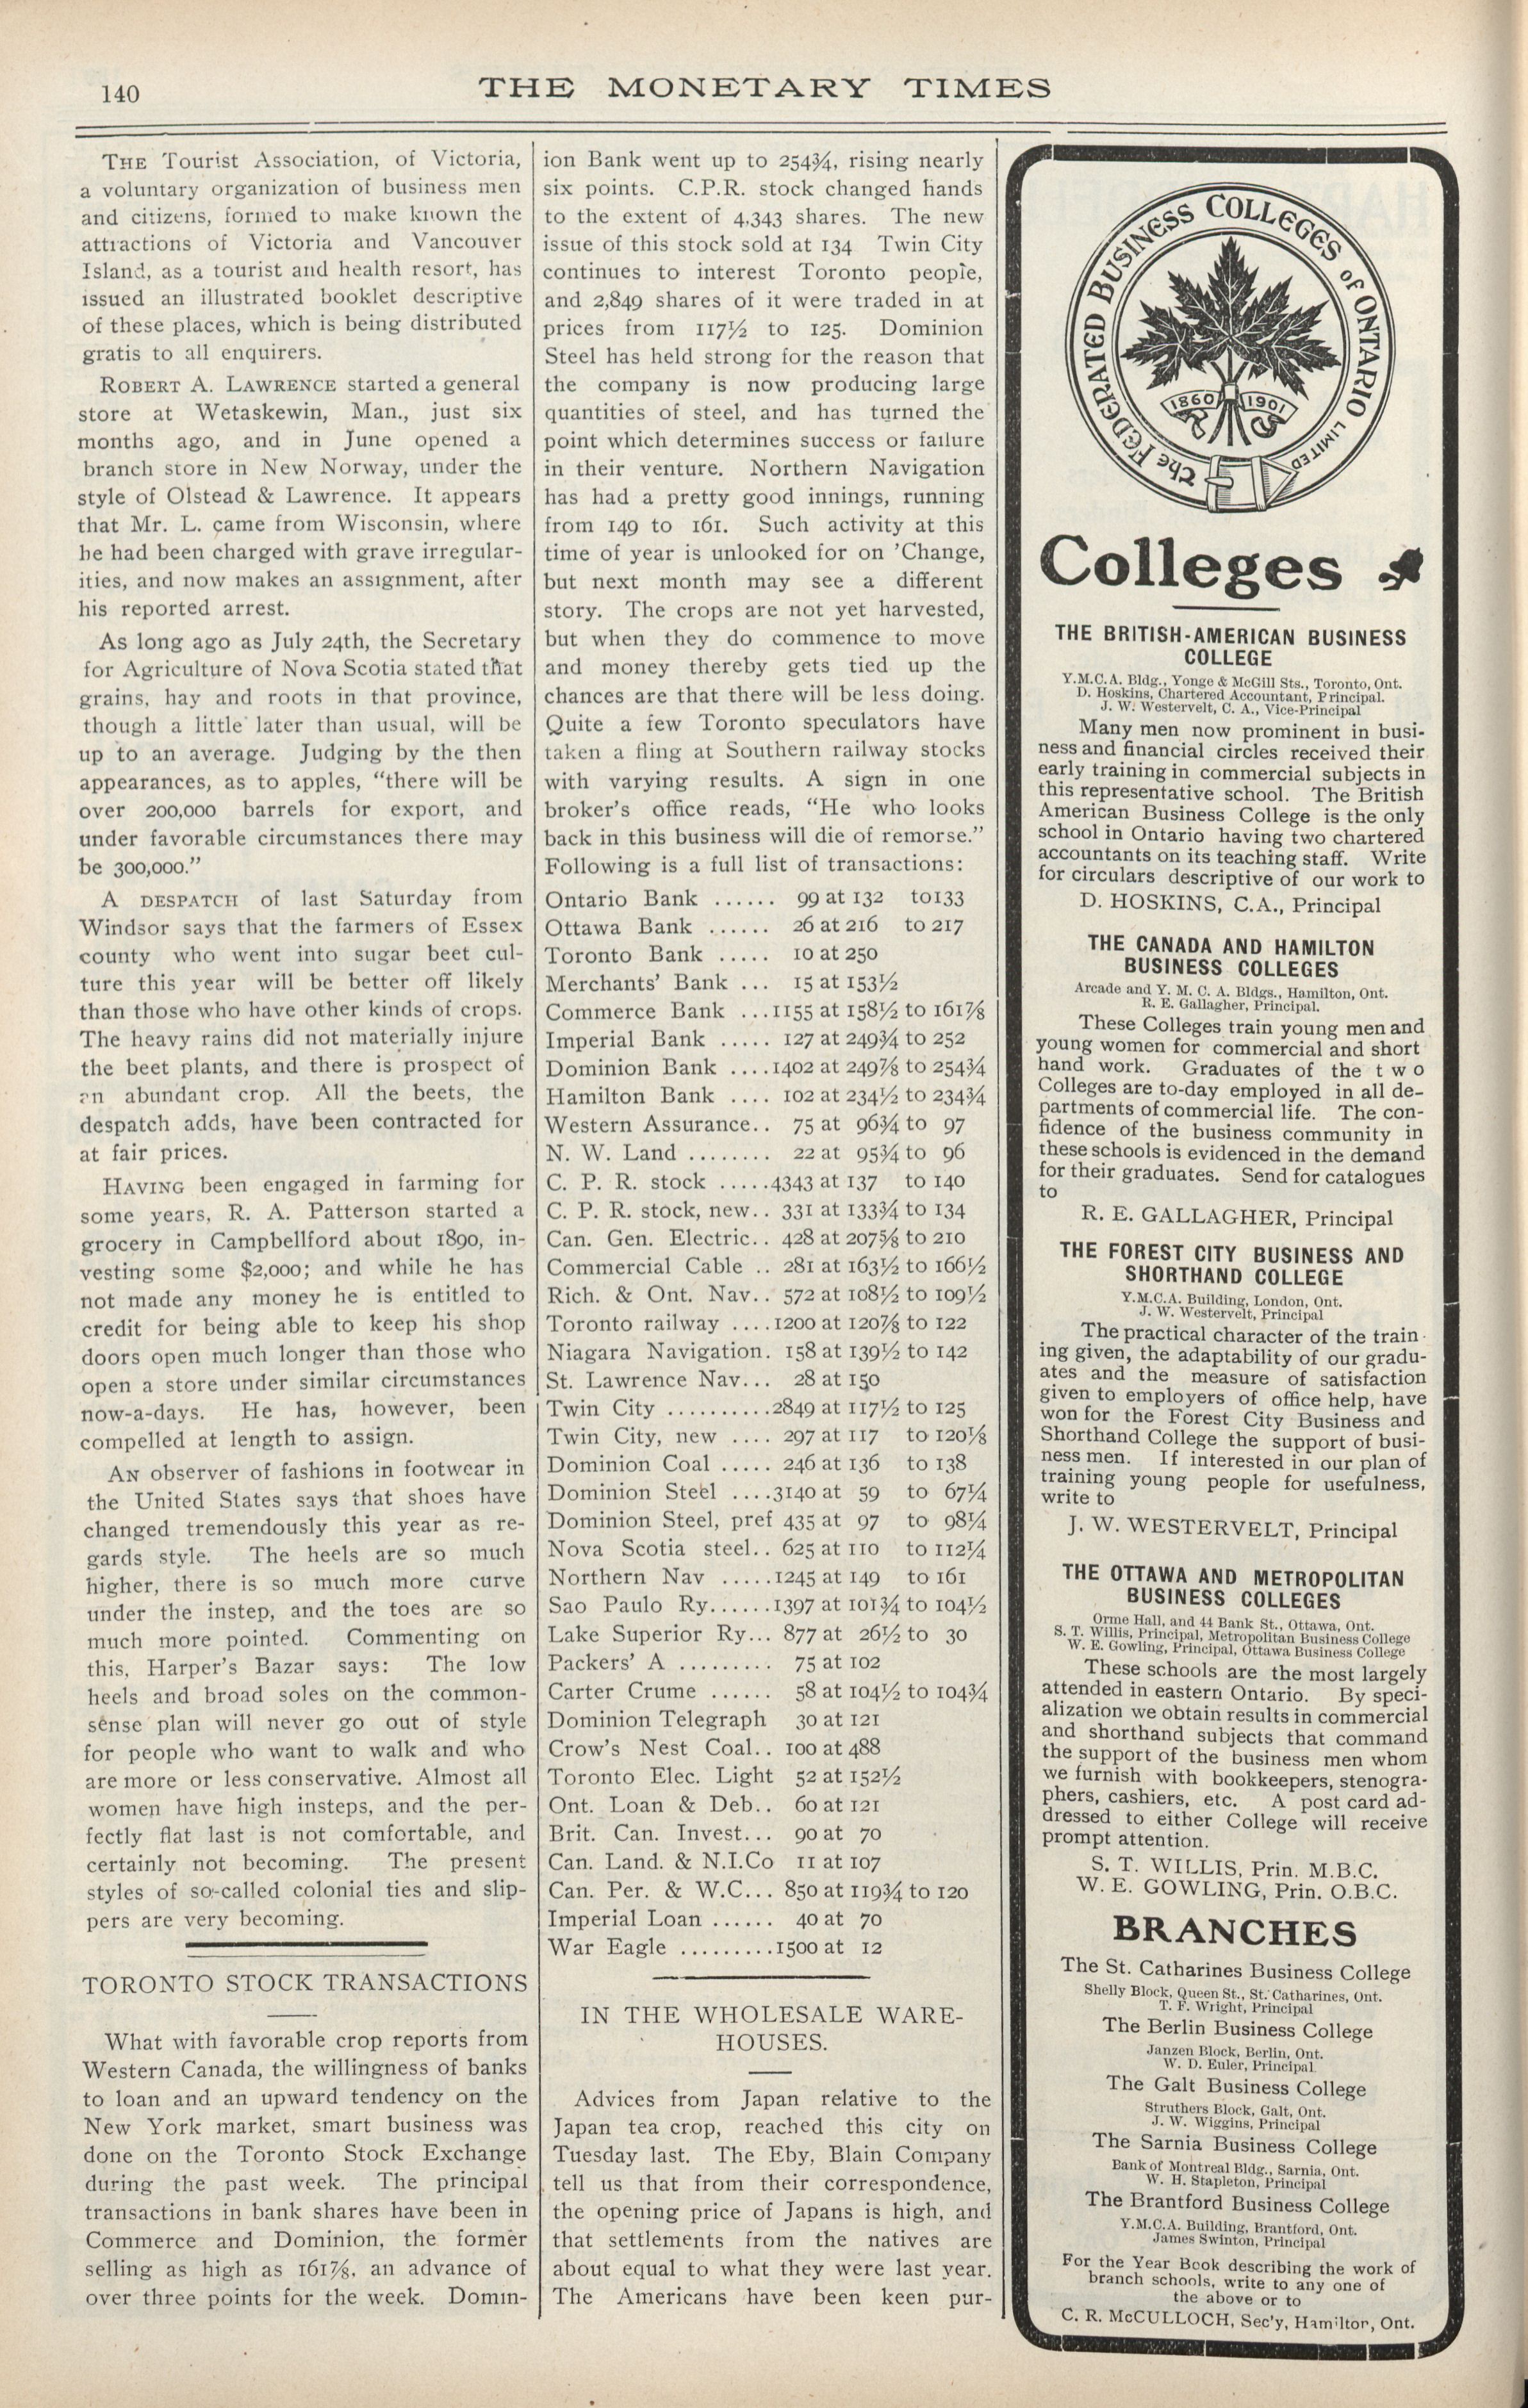 140
THE MONETARY TIMES
THE Tourist Association, of Victoria,
a voluntary organization of business men
and citizens, formed to make known the
attractions of Victoria and Vancouver
Island, as a tourist and health resort, has
issued an illustrated booklet descriptive
of these places, which is being distributed
gratis to all enquirers.
ROBERT A. LAWRENCE started a general
store at Wetaskewin, Man., just six
months ago, and in June opened a
branch store in New Norway, under the
style of Olstead & Lawrence. It appears
that Mr. L. came from Wisconsin, where
he had been charged with grave irregular-
ities, and now makes an assignment, after
his reported arrest.
As long ago as July 24th, the Secretary
for Agriculture of Nova Scotia stated that
grains, hay and roots in that province,
though a little later than usual, will be
up to an average. Judging by the then
appearances, as to apples, "there will be
over 200,000 barrels for export, and
under favorable circumstances there may
be 300,000."
A DESPATCH of last Saturday from
Windsor says that the farmers of Essex
county who went into sugar beet cul-
ture this year will be better off likely
than those who have other kinds of crops.
The heavy rains did not materially injure
the beet plants, and there is prospect of
an abundant crop. All the beets, the
despatch adds, have been contracted for
at fair prices.
HAVING been engaged in farming for
some years, R. A. Patterson started a
grocery in Campbellford about 1890, in-
vesting some $2,000; and while he has
not made any money he is entitled to
credit for being able to keep his shop
doors open much longer than those who
open a store under similar circumstances
now-a-days. He has, however, been
compelled at length to assign.
AN observer of fashions in footwear in
the United States says that shoes have
changed tremendously this year as re-
gards style. The heels are so much
higher, there is so much more curve
under the instep, and the toes are so
much more pointed. Commenting on
this, Harper's Bazar says: The low
heels and broad soles on the common-
sense plan will never go out of style
for people who want to walk and who
are more or less conservative. Almost all
women have high insteps, and the per-
fectly flat last is not comfortable, and
certainly not becoming. The present
styles of so-called colonial ties and slip-
pers are very becoming.
TORONTO STOCK TRANSACTIONS
What with favorable crop reports from
Western Canada, the willingness of banks
to loan and an upward tendency on the
New York market, smart business was
done on the Toronto Stock Exchange
during the past week. The principal
transactions in bank shares have been in
Commerce and Dominion, the former
selling as high as 161⅞, an advance of
over three points for the week. Domin-
ion Bank went up to 254¾, rising nearly
six points. C.P.R. stock changed hands
to the extent of 4,343 shares. The new
issue of this stock sold at 134 Twin City
continues to interest Toronto people,
and 2,849 shares of it were traded in at
prices from 117½ to 125. Dominion
Steel has held strong for the reason that
the company is now producing large
quantities of steel, and has turned the
point which determines success or failure
in their venture. Northern Navigation
has had a pretty good innings, running
from 149 to 161. Such activity at this
time of year is unlooked for on 'Change,
but next month may see a different
story. The crops are not yet harvested,
but when they do commence to move
and money thereby gets tied up the
chances are that there will be less doing.
Quite a few Toronto speculators have
taken a fling at Southern railway stocks
with varying results. A sign in one
broker's office reads, "He who looks
back in this business will die of remorse."
Following is a full list of transactions:
Ontario Bank ...... 99 at 132 to 133
Ottawa Bank ...... 26 at 216 to 217
Toronto Bank ..... 10 at 250
Merchants' Bank ... 15 at 153½
Commerce Bank ...1155 at 158½ to 161⅞
Imperial Bank ..... 127 at 249¾ to 252
Dominion Bank ....1402 at 249⅞ to 254¾
Hamilton Bank .... 102 at 234½ to 234¾
Western Assurance.. 75 at 96¾ to 97
N. W. Land ........ 22 at 95¾ to 96
C. P. R. stock .....4343 at 137 to 140
C. P. R. stock, new.. 331 at 133¾ to 134
Can. Gen. Electric.. 428 at 207⅝ to 210
Commercial Cable .. 281 at 163½ to 166½
Rich. & Ont. Nav.. 572 at 108½ to 109½
Toronto railway ....1200 at 120⅞ to 122
Niagara Navigation. 158 at 139½ to 142
St. Lawrence Nav... 28 at 150
Twin City ..........2849 at 117½ to 125
Twin City, new .... 297 at 117 to 120⅛
Dominion Coal ..... 246 at 136 to 138
Dominion Steel ....3140 at 59 to 67¼
Dominion Steel, pref 435 at 97 to 98¼
Nova Scotia steel.. 625 at 110 to 112¼
Northern Nav .....1245 at 149 to 161
Sao Paulo Ry......1397 at 101¾ to 104½
Lake Superior Ry... 877 at 26½ to 30
Packers' A ......... 75 at 102
Carter Crume ...... 58 at 104½ to 104¾
Dominion Telegraph 30 at 121
Crow's Nest Coal.. 100 at 488
Toronto Elec. Light 52 at 152½
Ont. Loan & Deb.. 60 at 121
Brit. Can. Invest... 90 at 70
Can. Land. & N.I.Co 11 at 107
Can. Per. & W.C... 850 at 119¾ to 120
Imperial Loan ...... 40 at 70
War Eagle .........1500 at 12
IN THE WHOLESALE WARE-
HOUSES.
Advices from Japan relative to the
Japan tea crop, reached this city on
Tuesday last. The Eby, Blain Company
tell us that from their correspondence,
the opening price of Japans is high, and
that settlements from the natives are
about equal to what they were last year.
The Americans have been keen pur-
The FEDERATED BUSINESS COLLEGES of ONTARIO LIMITED
1860 1901
Colleges
THE BRITISH-AMERICAN BUSINESS
COLLEGE
Y.M.C.A. Bldg., Yonge & McGill Sts., Toronto, Ont.
D. Hoskins, Chartered Accountant, Principal.
J. W. Westervelt, C. A., Vice-Principal
Many men now prominent in busi-
ness and financial circles received their
early training in commercial subjects in
this representative school. The British
American Business College is the only
school in Ontario having two chartered
accountants on its teaching staff. Write
for circulars descriptive of our work to
D. HOSKINS, C.A., Principal
THE CANADA AND HAMILTON
BUSINESS COLLEGES
Arcade and Y. M. C. A. Bldgs., Hamilton, Ont.
R. E. Gallagher, Principal.
These Colleges train young men and
young women for commercial and short
hand work. Graduates of the two
Colleges are to-day employed in all de-
partments of commercial life. The con-
fidence of the business community in
these schools is evidenced in the demand
for their graduates. Send for catalogues
to
R. E. GALLAGHER, Principal
THE FOREST CITY BUSINESS AND
SHORTHAND COLLEGE
Y.M.C.A. Building, London, Ont.
J. W. Westervelt, Principal
The practical character of the train
ing given, the adaptability of our gradu-
ates and the measure of satisfaction
given to employers of office help, have
won for the Forest City Business and
Shorthand College the support of busi-
ness men. If interested in our plan of
training young people for usefulness,
write to
J. W. WESTERVELT, Principal
THE OTTAWA AND METROPOLITAN
BUSINESS COLLEGES
Orme Hall, and 44 Bank St., Ottawa, Ont.
S. T. Willis, Principal, Metropolitan Business College
W. E. Gowling, Principal, Ottawa Business College
These schools are the most largely
attended in eastern Ontario. By speci-
alization we obtain results in commercial
and shorthand subjects that command
the support of the business men whom
we furnish with bookkeepers, stenogra-
phers, cashiers, etc. A post card ad-
dressed to either College will receive
prompt attention.
S. T. WILLIS, Prin. M.B.C.
W. E. GOWLING, Prin. O.B.C.
BRANCHES
The St. Catharines Business College
Shelly Block, Queen St., St. Catharines, Ont.
T. F. Wright, Principal
The Berlin Business College
Janzen Block, Berlin, Ont.
W. D. Euler, Principal
The Galt Business College
Struthers Block, Galt, Ont.
J. W. Wiggins, Principal
The Sarnia Business College
Bank of Montreal Bldg., Sarnia, Ont.
W. H. Stapleton, Principal
The Brantford Business College
Y.M.C.A. Building, Brantford, Ont.
James Swinton, Principal
For the Year Book describing the work of
branch schools, write to any one of
the above or to
C. R. McCULLOCH, Sec'y, Hamilton, Ont.